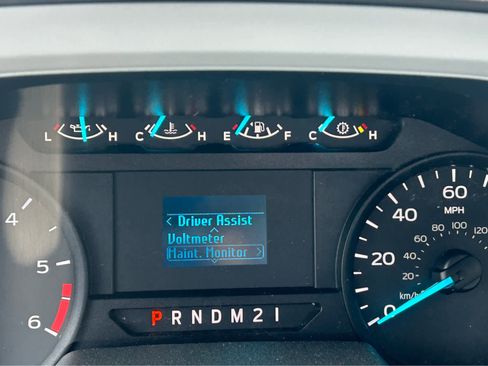 L H C H E F C H
< Driver Assist
Voltmeter
Maint. Monitor >
4
5
6
P R N D M 2 1
60
MPH
40
20
0
120
100
80
60
40
20
km/h